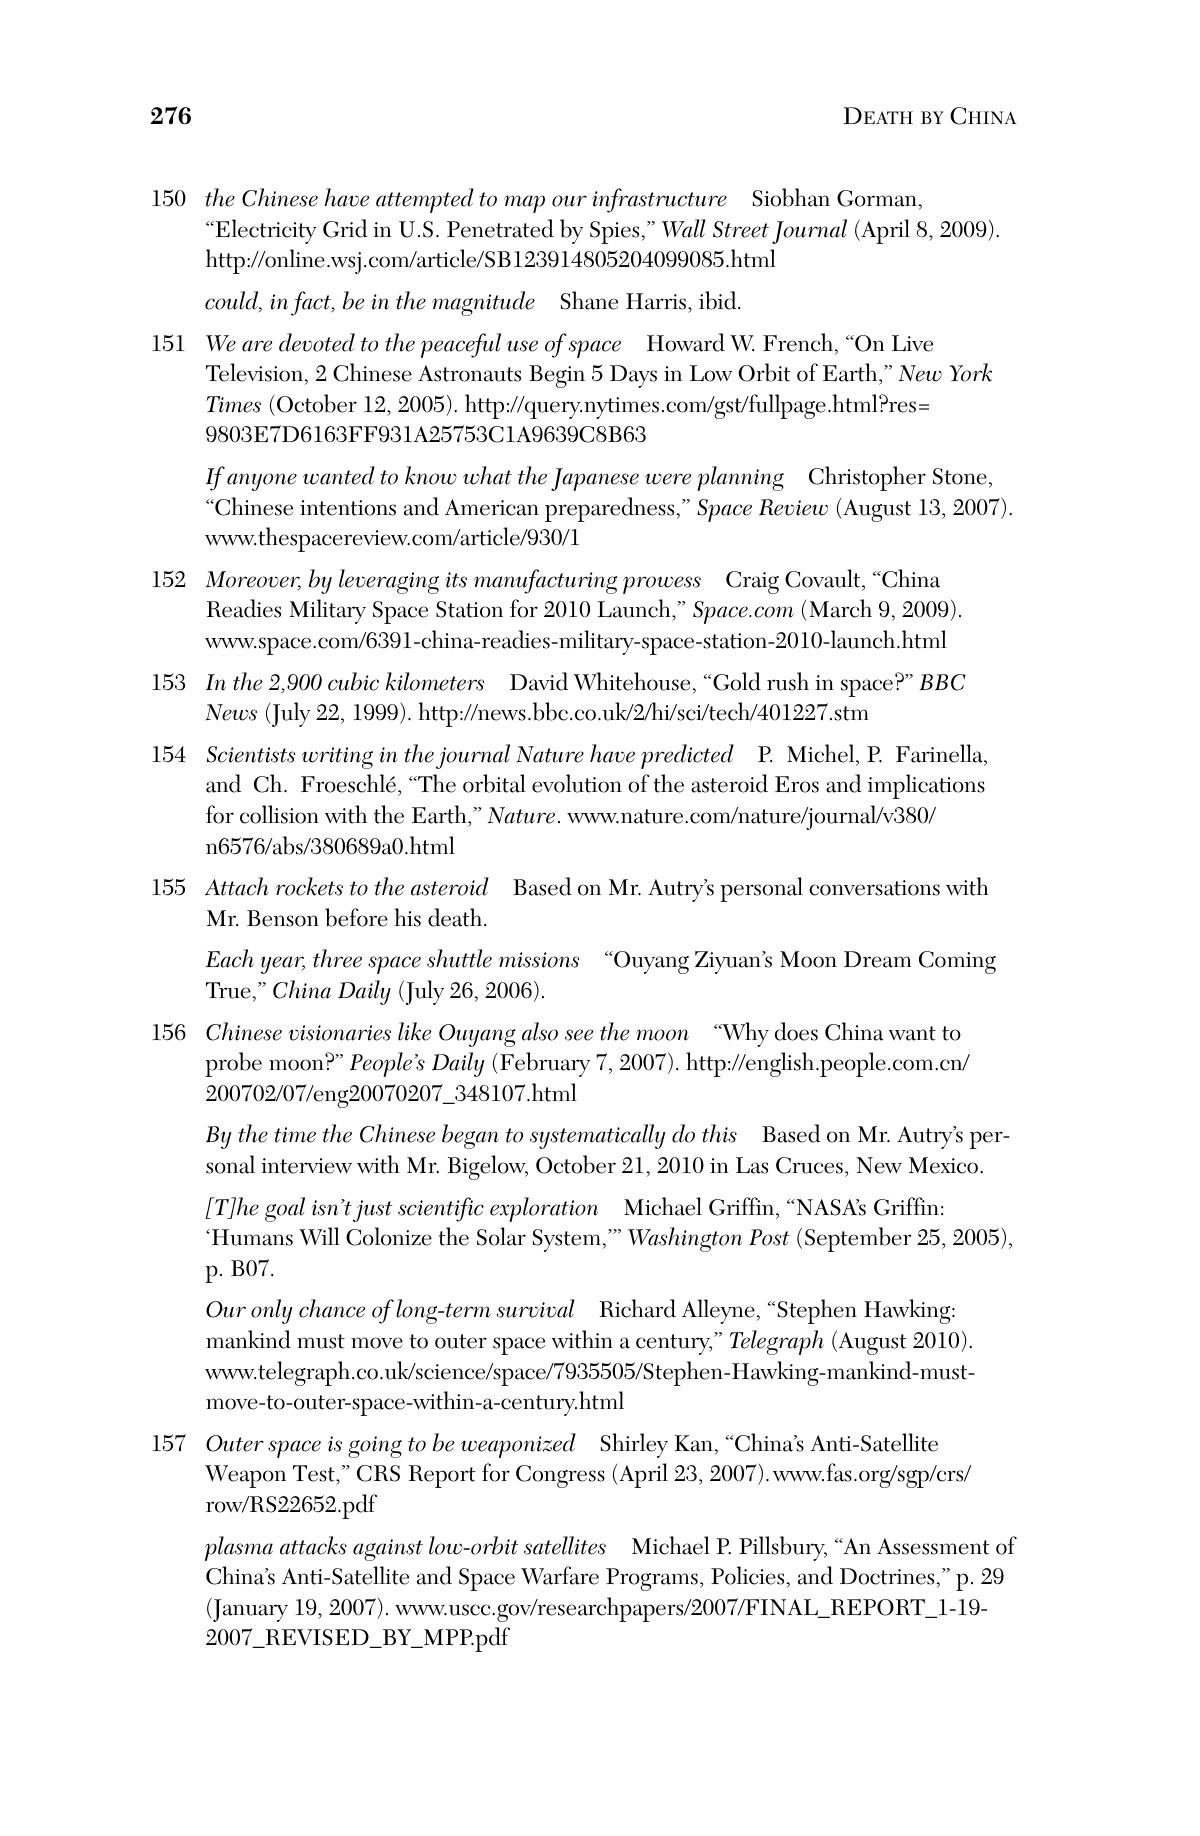 276 DEATH BY CHINA
150 the Chinese have attempted to map our infrastructure Siobhan Gorman,
“Electricity Grid in U.S. Penetrated by Spies,” Wall Street Journal (April 8, 2009).
http://online.wsj.com/article/SB123914805204099085.html
could, in fact, be in the magnitude Shane Harris, ibid.
151 We are devoted to the peaceful use of space Howard W. French, “On Live
Television, 2 Chinese Astronauts Begin 5 Days in Low Orbit of Earth,” New York
Times (October 12, 2005). http://query.nytimes.com/gst/fullpage.html?res=
9803E7D6163FF931A25753C1A9639C8B63
If anyone wanted to know what the Japanese were planning Christopher Stone,
“Chinese intentions and American preparedness,” Space Review (August 13, 2007).
www.thespacereview.com/article/930/1
152 Moreover, by leveraging its manufacturing prowess Craig Covault, “China
Readies Military Space Station for 2010 Launch,” Space.com (March 9, 2009).
www.space.com/6391-china-readies-military-space-station-2010-launch.html
153 In the 2,900 cubic kilometers David Whitehouse, “Gold rush in space?” BBC
News (July 22, 1999). http://news.bbc.co.uk/2/hi/sci/tech/401227.stm
154 Scientists writing in the journal Nature have predicted P. Michel, P. Farinella,
and Ch. Froeschlé, “The orbital evolution of the asteroid Eros and implications
for collision with the Earth,” Nature. www.nature.com/nature/journal/v380/
n6576/abs/380689a0.html
155 Attach rockets to the asteroid Based on Mr. Autry’s personal conversations with
Mr. Benson before his death.
Each year, three space shuttle missions “Ouyang Ziyuan’s Moon Dream Coming
True,” China Daily (July 26, 2006).
156 Chinese visionaries like Ouyang also see the moon “Why does China want to
probe moon?” People’s Daily (February 7, 2007). http://english.people.com.cn/
200702/07/eng20070207_348107.html
By the time the Chinese began to systematically do this Based on Mr. Autry’s per-
sonal interview with Mr. Bigelow, October 21, 2010 in Las Cruces, New Mexico.
[T]he goal isn’t just scientific exploration Michael Griffin, “NASA’s Griffin:
‘Humans Will Colonize the Solar System,’” Washington Post (September 25, 2005),
p. B07.
Our only chance of long-term survival Richard Alleyne, “Stephen Hawking:
mankind must move to outer space within a century,” Telegraph (August 2010).
www.telegraph.co.uk/science/space/7935505/Stephen-Hawking-mankind-must-
move-to-outer-space-within-a-century.html
157 Outer space is going to be weaponized Shirley Kan, “China’s Anti-Satellite
Weapon Test,” CRS Report for Congress (April 23, 2007). www.fas.org/sgp/crs/
row/RS22652.pdf
plasma attacks against low-orbit satellites Michael P. Pillsbury, “An Assessment of
China’s Anti-Satellite and Space Warfare Programs, Policies, and Doctrines,” p. 29
(January 19, 2007). www.uscc.gov/researchpapers/2007/FINAL_REPORT_1-19-
2007_REVISED_BY_MPP.pdf